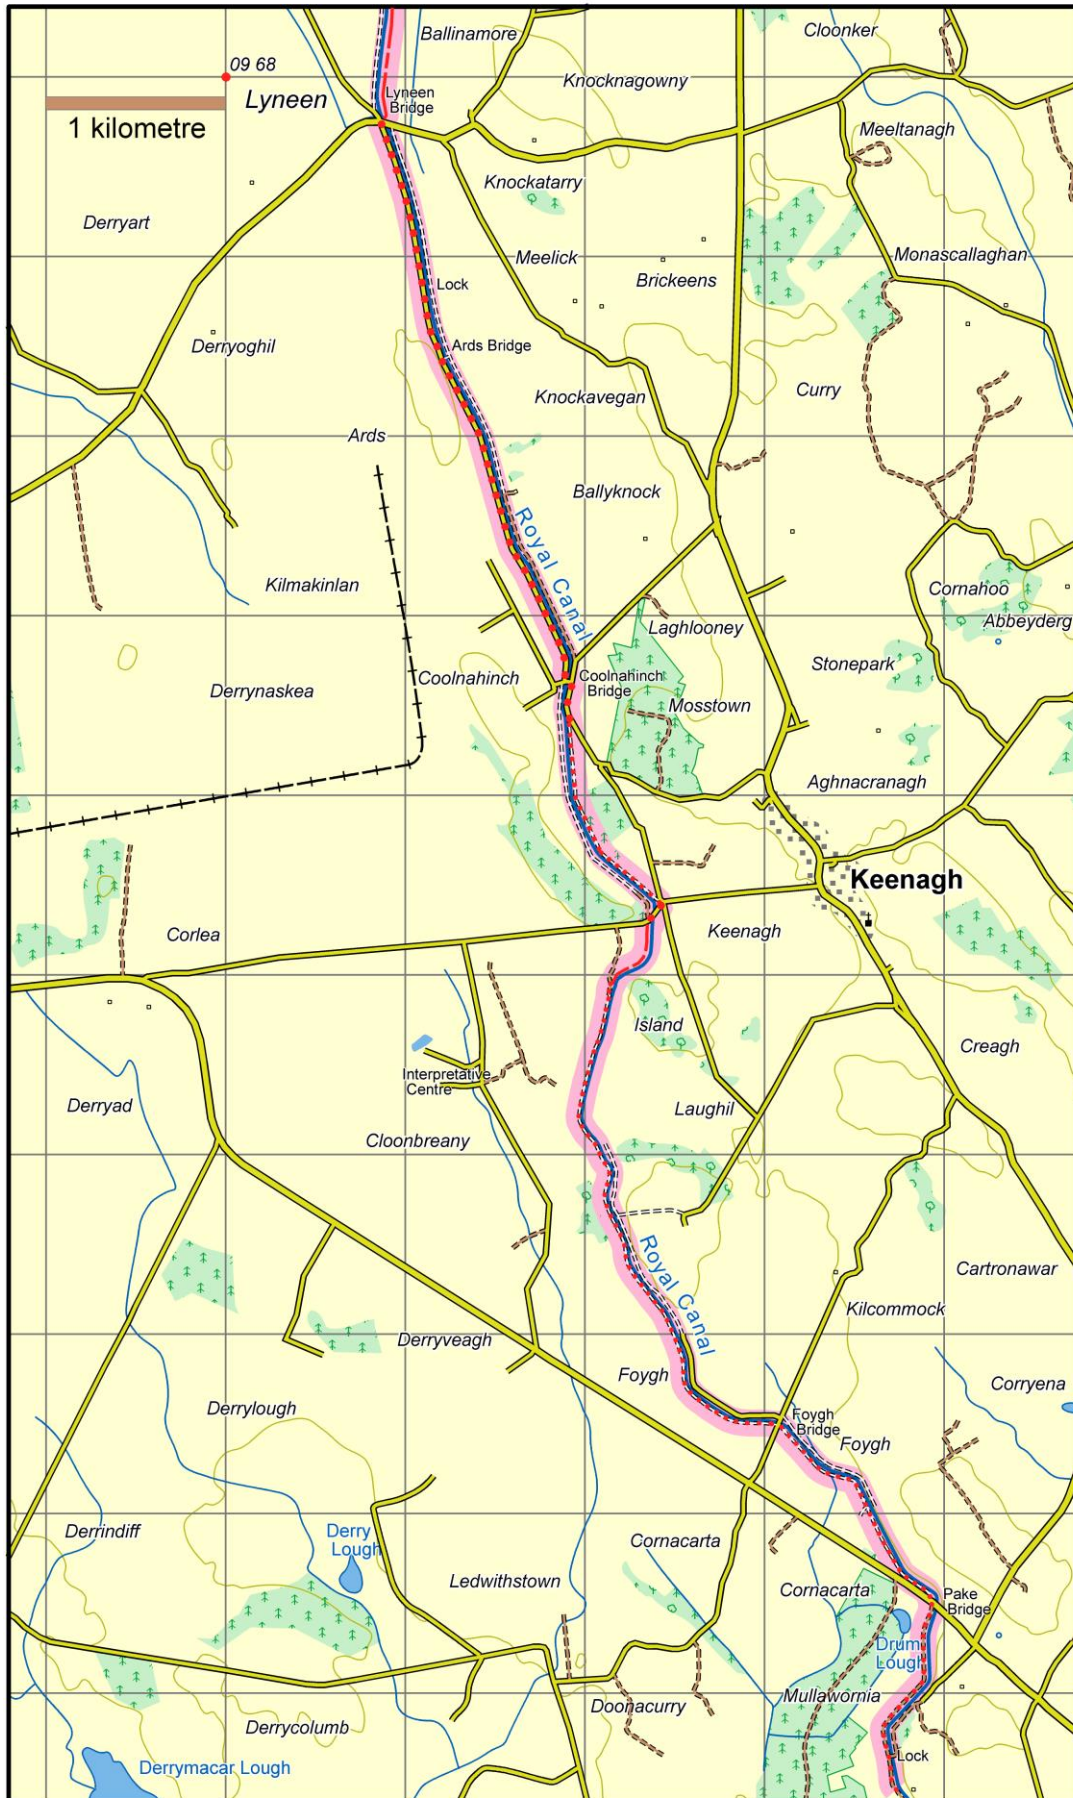 Ballinamore
Cloonker
09 68
Lyneen
1 kilometre
Knocknagowny
Lyneen
Bridge
Meeltanagh
Knockatarry
Derryart
Meelick
Monascallaghan
Brickeens
Lock
Ards Bridge
Derryoghil
Knockavegan
Curry
Ards
Ballyknock
Royal Canal
Kilmakinlan
Cornahoo
Abbeyderg
Laghlooney
Stonepark
Coolnahinch
Coolnahinch
Bridge
Derrynaskea
Mosstown
Aghnacranagh
Keenagh
Corlea
Keenagh
Island
Creagh
Interpretative
Centre
Derryad
Laughil
Cloonbreany
Royal Canal
Cartronawar
Kilcommock
Derryveagh
Foygh
Corryena
Derrylough
Foygh
Bridge
Foygh
Derrindiff
Derry
Lough
Cornacarta
Ledwithstown
Cornacarta
Pake
Bridge
Drum
Lough
Mullawornia
Doonacurry
Derrycolumb
Lock
Derrymacar Lough